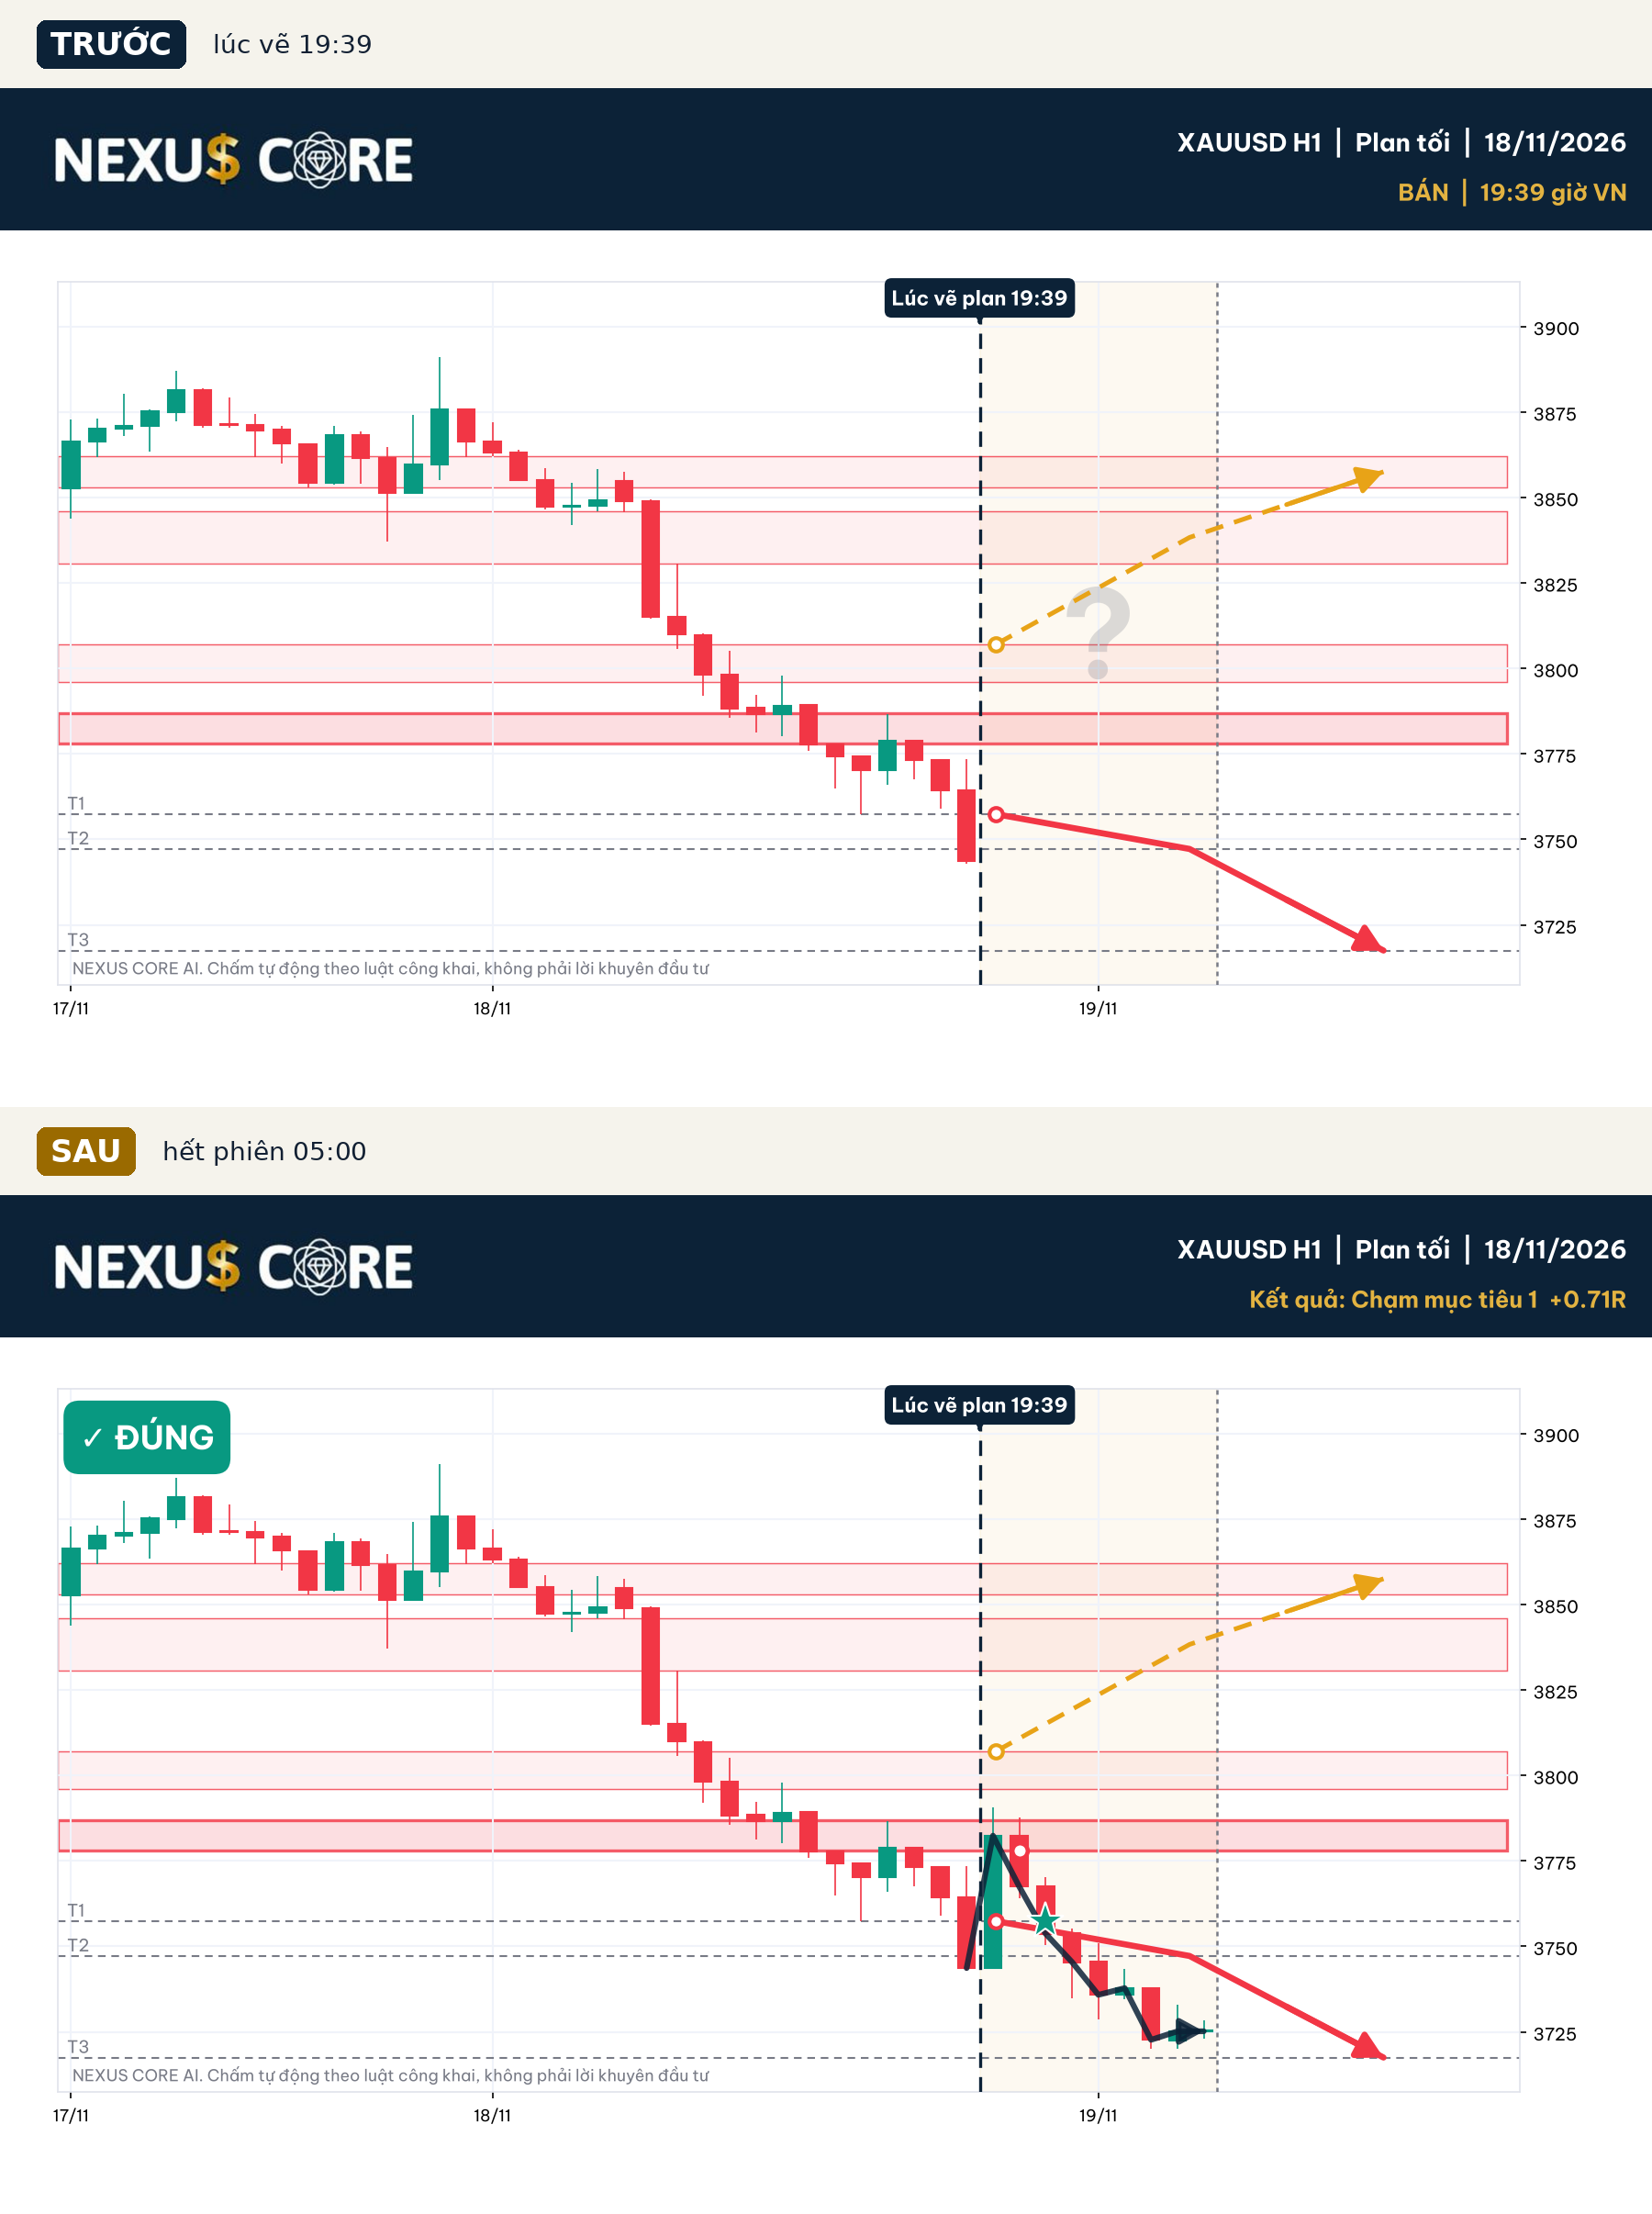 TRƯỚC lúc vẽ 19:39
NEXU$ CORE
XAUUSD H1 | Plan tối | 18/11/2026
BÁN | 19:39 giờ VN
Lúc vẽ plan 19:39
3900
3875
3850
3825
?
3800
3775
T1
T2
3750
3725
T3
NEXUS CORE AI. Chấm tự động theo luật công khai, không phải lời khuyên đầu tư
17/11 18/11 19/11
SAU hết phiên 05:00
NEXU$ CORE
XAUUSD H1 | Plan tối | 18/11/2026
Kết quả: Chạm mục tiêu 1 +0.71R
Lúc vẽ plan 19:39
✓ ĐÚNG
3900
3875
3850
3825
3800
3775
T1
T2
3750
3725
T3
NEXUS CORE AI. Chấm tự động theo luật công khai, không phải lời khuyên đầu tư
17/11 18/11 19/11